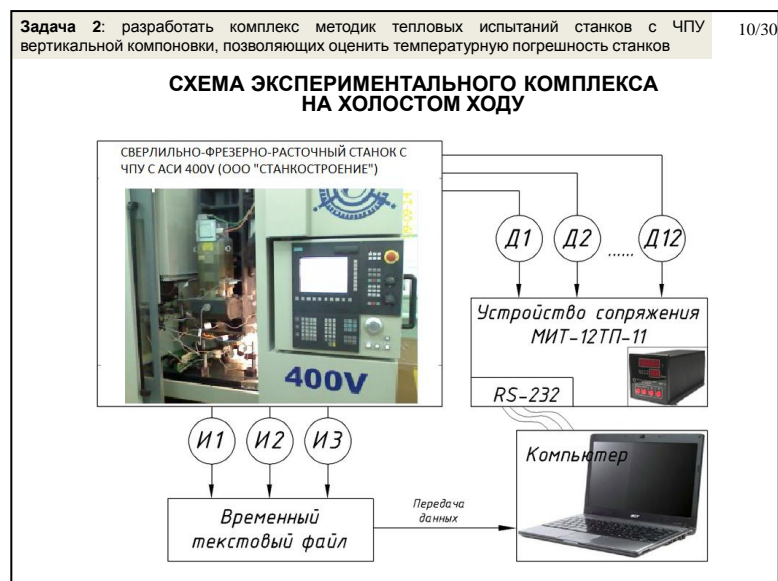 Задача 2: разработать комплекс методик тепловых испытаний станков с ЧПУ
вертикальной компоновки, позволяющих оценить температурную погрешность станков
10/30
СХЕМА ЭКСПЕРИМЕНТАЛЬНОГО КОМПЛЕКСА
НА ХОЛОСТОМ ХОДУ
СВЕРЛИЛЬНО-ФРЕЗЕРНО-РАСТОЧНЫЙ СТАНОК С
ЧПУ С АСИ 400V (ООО "СТАНКОСТРОЕНИЕ")
400V
Д1
Д2
......
Д12
Устройство сопряжения
МИТ-12ТП-11
RS-232
И1
И2
И3
Компьютер
Временный
текстовый файл
Передача
данных